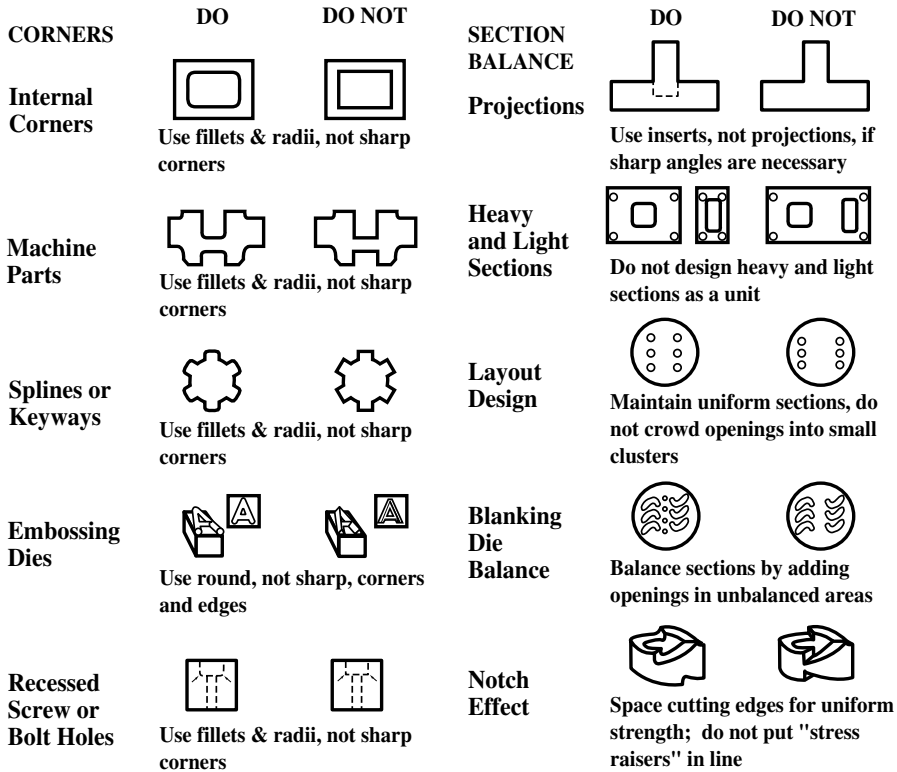 DO
DO NOT
CORNERS
Internal
Corners
Use fillets & radii, not sharp
corners
Machine
Parts
Use fillets & radii, not sharp
corners
Splines or
Keyways
Use fillets & radii, not sharp
corners
Embossing
Dies
A
A
Use round, not sharp, corners
and edges
Recessed
Screw or
Bolt Holes
Use fillets & radii, not sharp
corners
DO
DO NOT
SECTION
BALANCE
Projections
Use inserts, not projections, if
sharp angles are necessary
Heavy
and Light
Sections
Do not design heavy and light
sections as a unit
Layout
Design
Maintain uniform sections, do
not crowd openings into small
clusters
Blanking
Die
Balance
Balance sections by adding
openings in unbalanced areas
Notch
Effect
Space cutting edges for uniform
strength; do not put "stress
raisers" in line